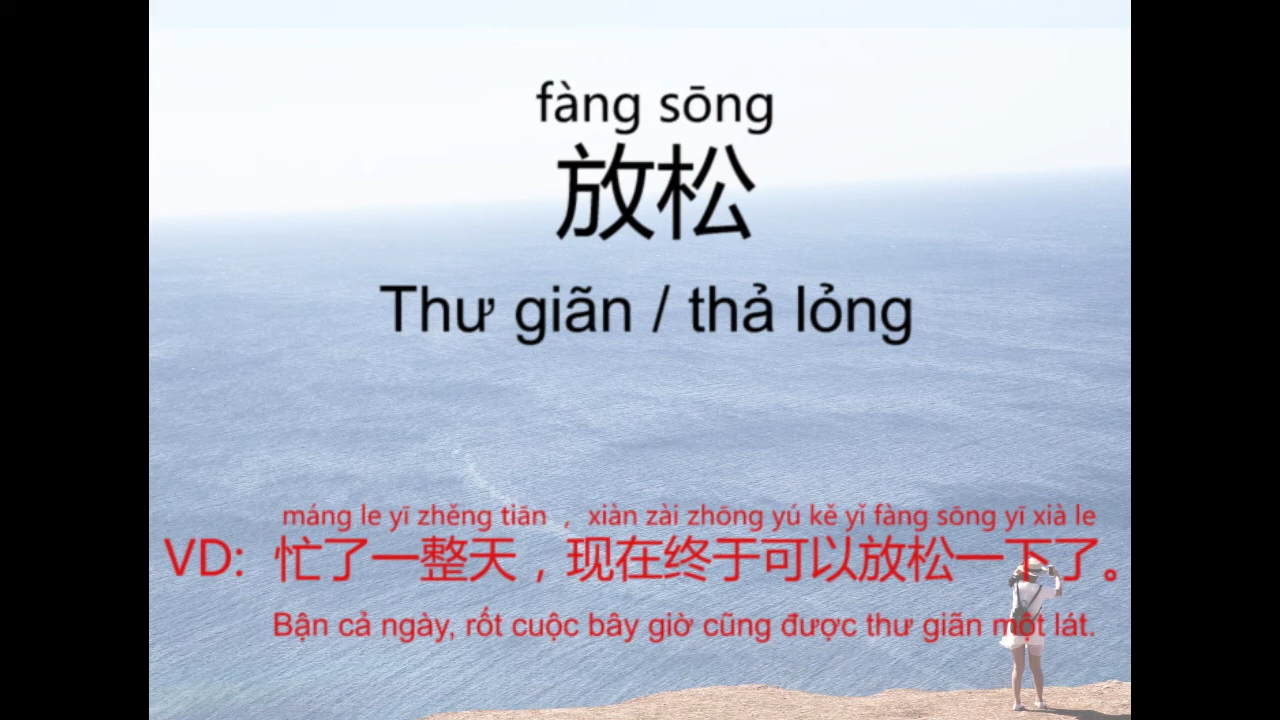 fàng sōng
放松
Thư giãn / thả lỏng
máng le yī zhěng tiān ， xiàn zài zhōng yú kě yǐ fàng sōng yī xià le
VD: 忙了一整天，现在终于可以放松一下了。
Bận cả ngày, rốt cuộc bây giờ cũng được thư giãn một lát.